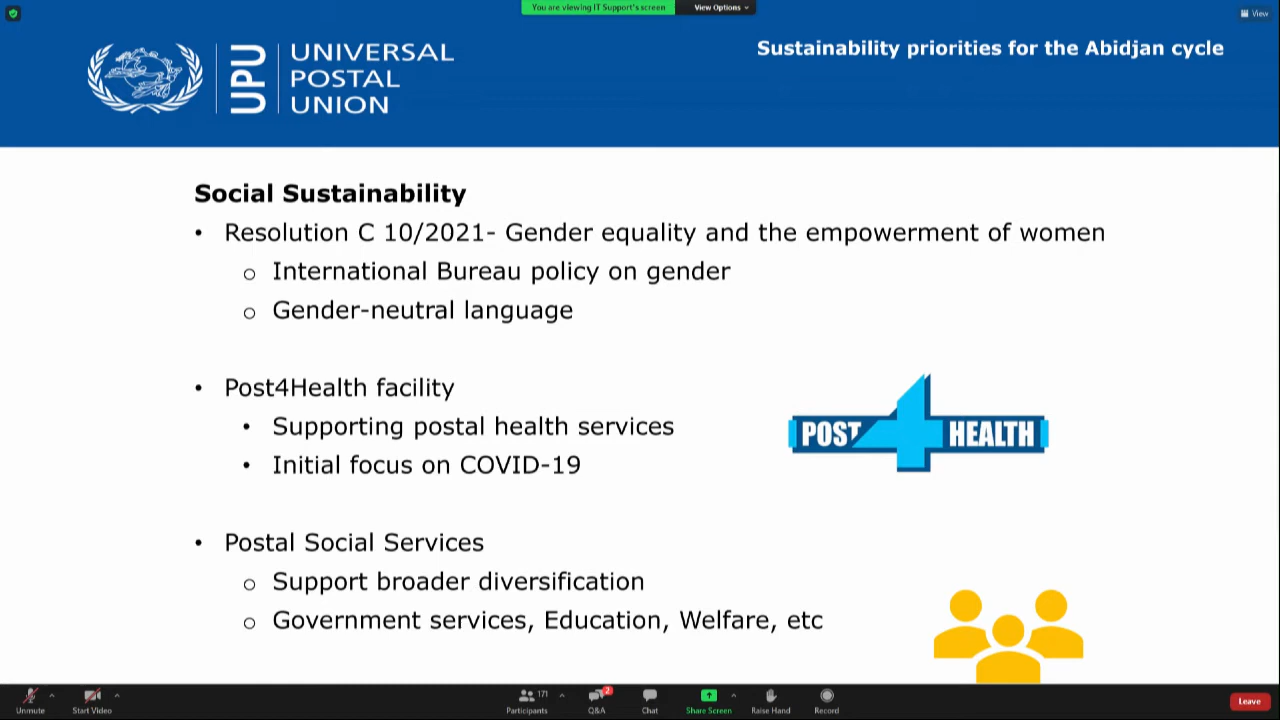 You are viewing IT Support's screen
View Options
View
UPU
UNIVERSAL
POSTAL
UNION
Sustainability priorities for the Abidjan cycle
Social Sustainability
• Resolution C 10/2021- Gender equality and the empowerment of women
o International Bureau policy on gender
o Gender-neutral language
• Post4Health facility
• Supporting postal health services
• Initial focus on COVID-19
POST 4 HEALTH
• Postal Social Services
o Support broader diversification
o Government services, Education, Welfare, etc
Unmute
Start Video
171
Participants
2
Q&A
Chat
Share Screen
Raise Hand
Record
Leave